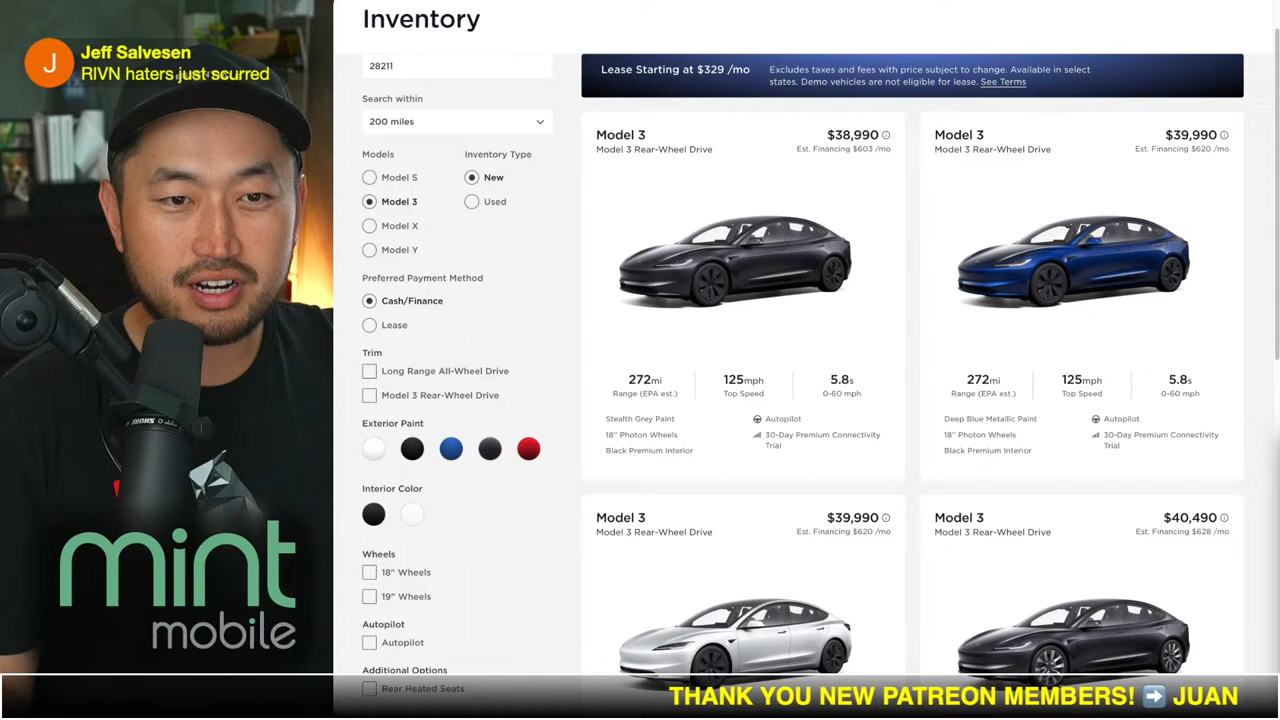 J
Jeff Salvesen
RIVN haters just scurred
Inventory
28211
Search within
200 miles
Models
Model S
Model 3
Model X
Model Y
Inventory Type
New
Used
Preferred Payment Method
Cash/Finance
Lease
Trim
Long Range All-Wheel Drive
Model 3 Rear-Wheel Drive
Exterior Paint
Interior Color
Wheels
18" Wheels
19" Wheels
Autopilot
Autopilot
Additional Options
Rear Heated Seats
Lease Starting at $329 /mo
Excludes taxes and fees with price subject to change. Available in select
states. Demo vehicles are not eligible for lease. See Terms
Model 3
$38,990
Model 3 Rear-Wheel Drive
Est. Financing $603 /mo
272mi
Range (EPA est.)
125mph
Top Speed
5.8s
0-60 mph
Stealth Grey Paint
18" Photon Wheels
Black Premium Interior
Autopilot
30-Day Premium Connectivity
Trial
Model 3
$39,990
Model 3 Rear-Wheel Drive
Est. Financing $620 /mo
272mi
Range (EPA est.)
125mph
Top Speed
5.8s
0-60 mph
Deep Blue Metallic Paint
18" Photon Wheels
Black Premium Interior
Autopilot
30-Day Premium Connectivity
Trial
Model 3
$39,990
Model 3 Rear-Wheel Drive
Est. Financing $620 /mo
Model 3
$40,490
Model 3 Rear-Wheel Drive
Est. Financing $628 /mo
SHURE
mint
mobile
THANK YOU NEW PATREON MEMBERS! ➡️ JUAN